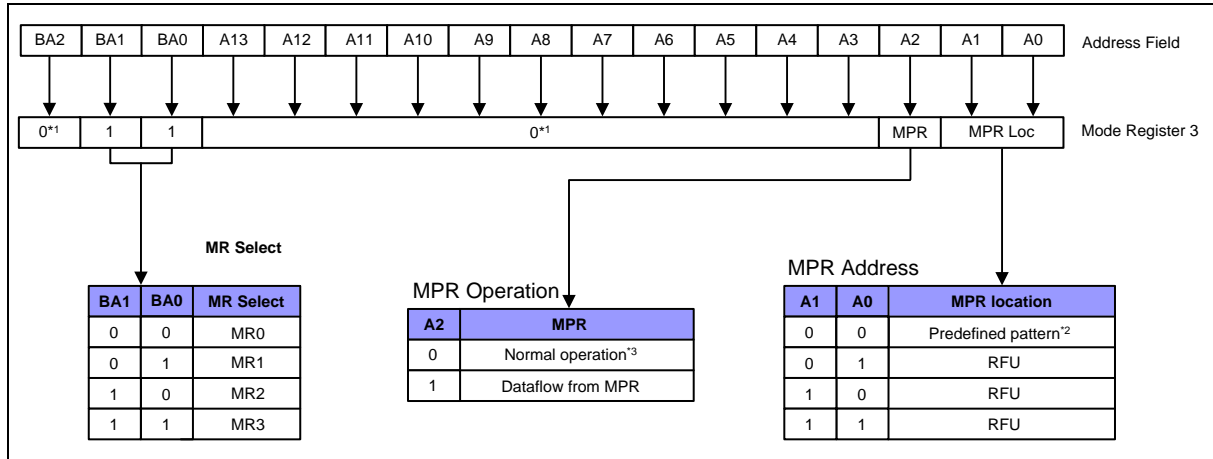 BA2 BA1 BA0 A13 A12 A11 A10 A9 A8 A7 A6 A5 A4 A3 A2 A1 A0 Address Field
0*1 1 1 0*1 MPR MPR Loc Mode Register 3
MR Select
BA1 BA0 MR Select
0 0 MR0
0 1 MR1
1 0 MR2
1 1 MR3
MPR Operation
A2 MPR
0 Normal operation*3
1 Dataflow from MPR
MPR Address
A1 A0 MPR location
0 0 Predefined pattern*2
0 1 RFU
1 0 RFU
1 1 RFU